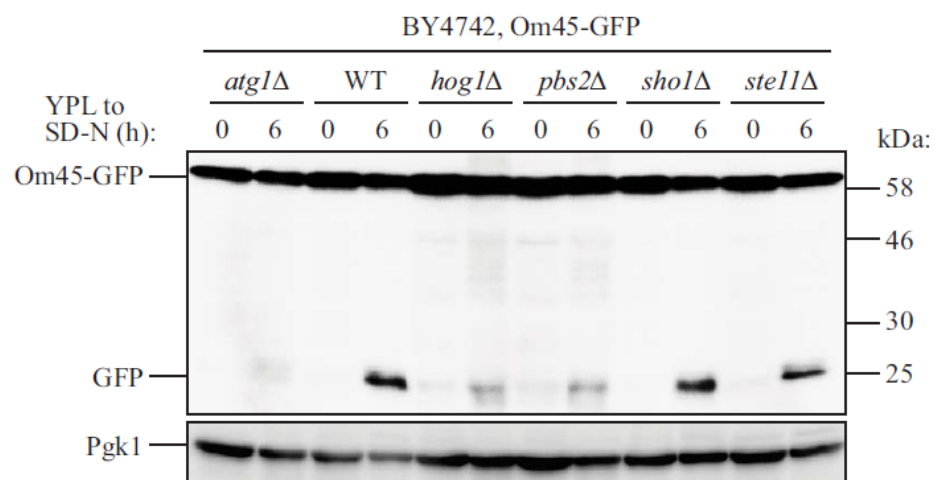 BY4742, Om45-GFP
atg1Δ WT hog1Δ pbs2Δ sho1Δ ste11Δ
YPL to
SD-N (h): 0 6 0 6 0 6 0 6 0 6 0 6
kDa:
Om45-GFP
58
46
30
GFP
25
Pgk1